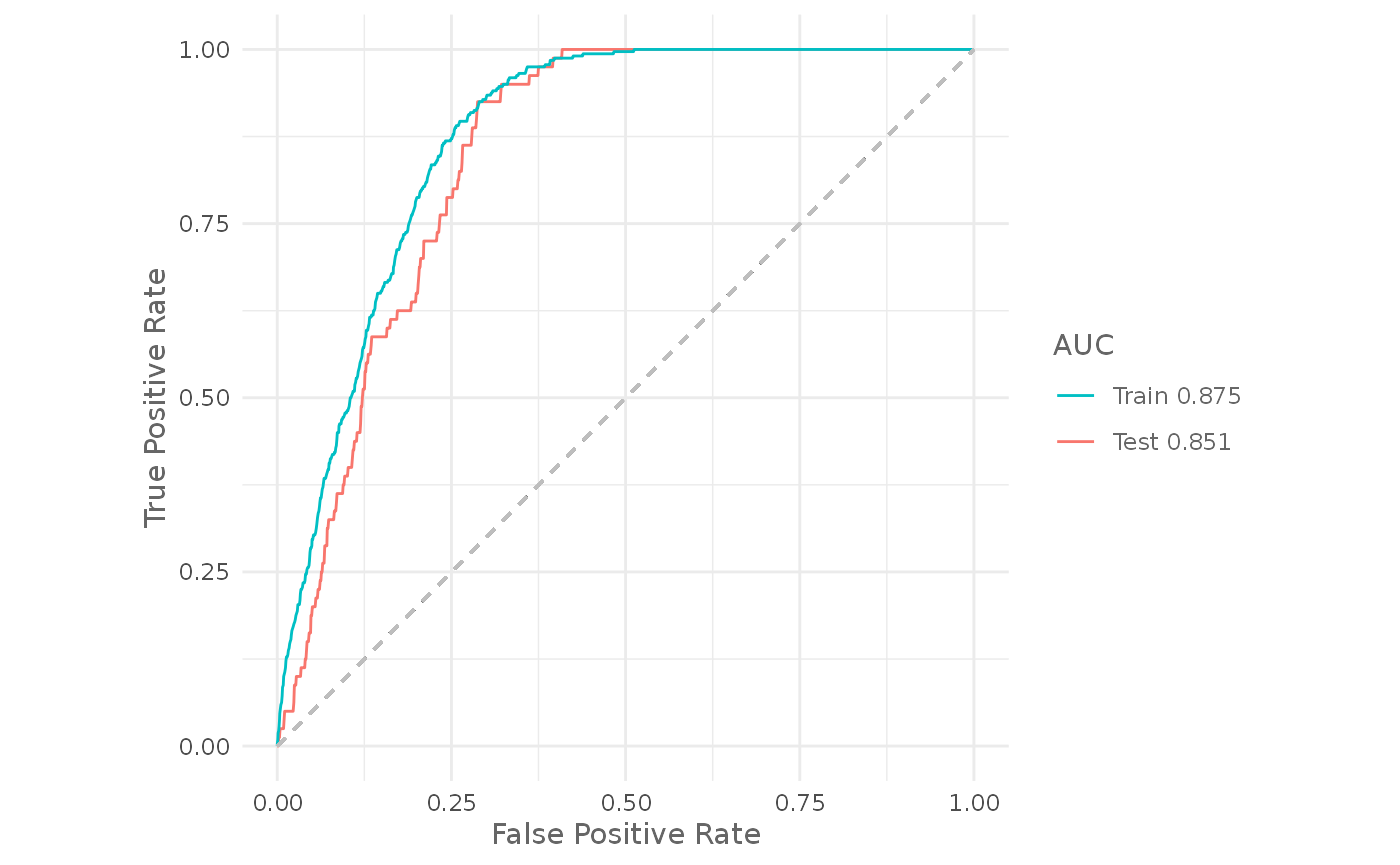 1.00
0.75
0.50
0.25
0.00
True Positive Rate
0.00 0.25 0.50 0.75 1.00
False Positive Rate
AUC
Train 0.875
Test 0.851